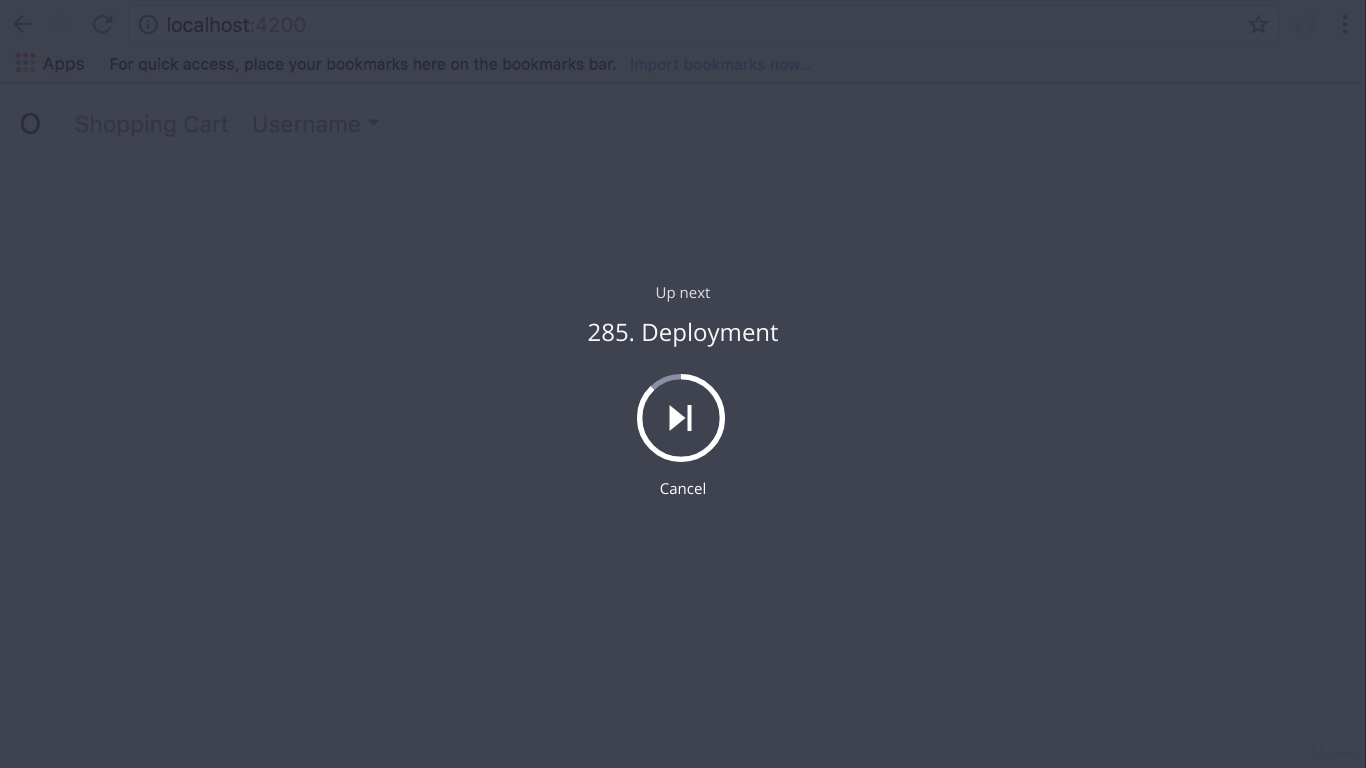 localhost:4200
Apps For quick access, place your bookmarks here on the bookmarks bar. Import bookmarks now...
O Shopping Cart Username
Up next
285. Deployment
Cancel